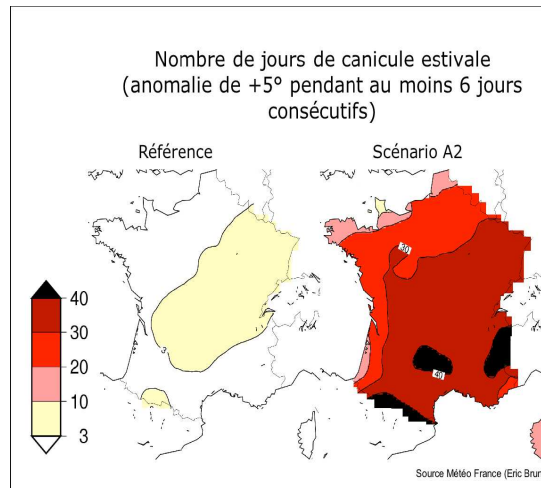 Nombre de jours de canicule estivale
(anomalie de +5° pendant au moins 6 jours
consécutifs)
Référence
Scénario A2
30
40
3
40
30
20
10
3
Source Météo France (Eric Brun